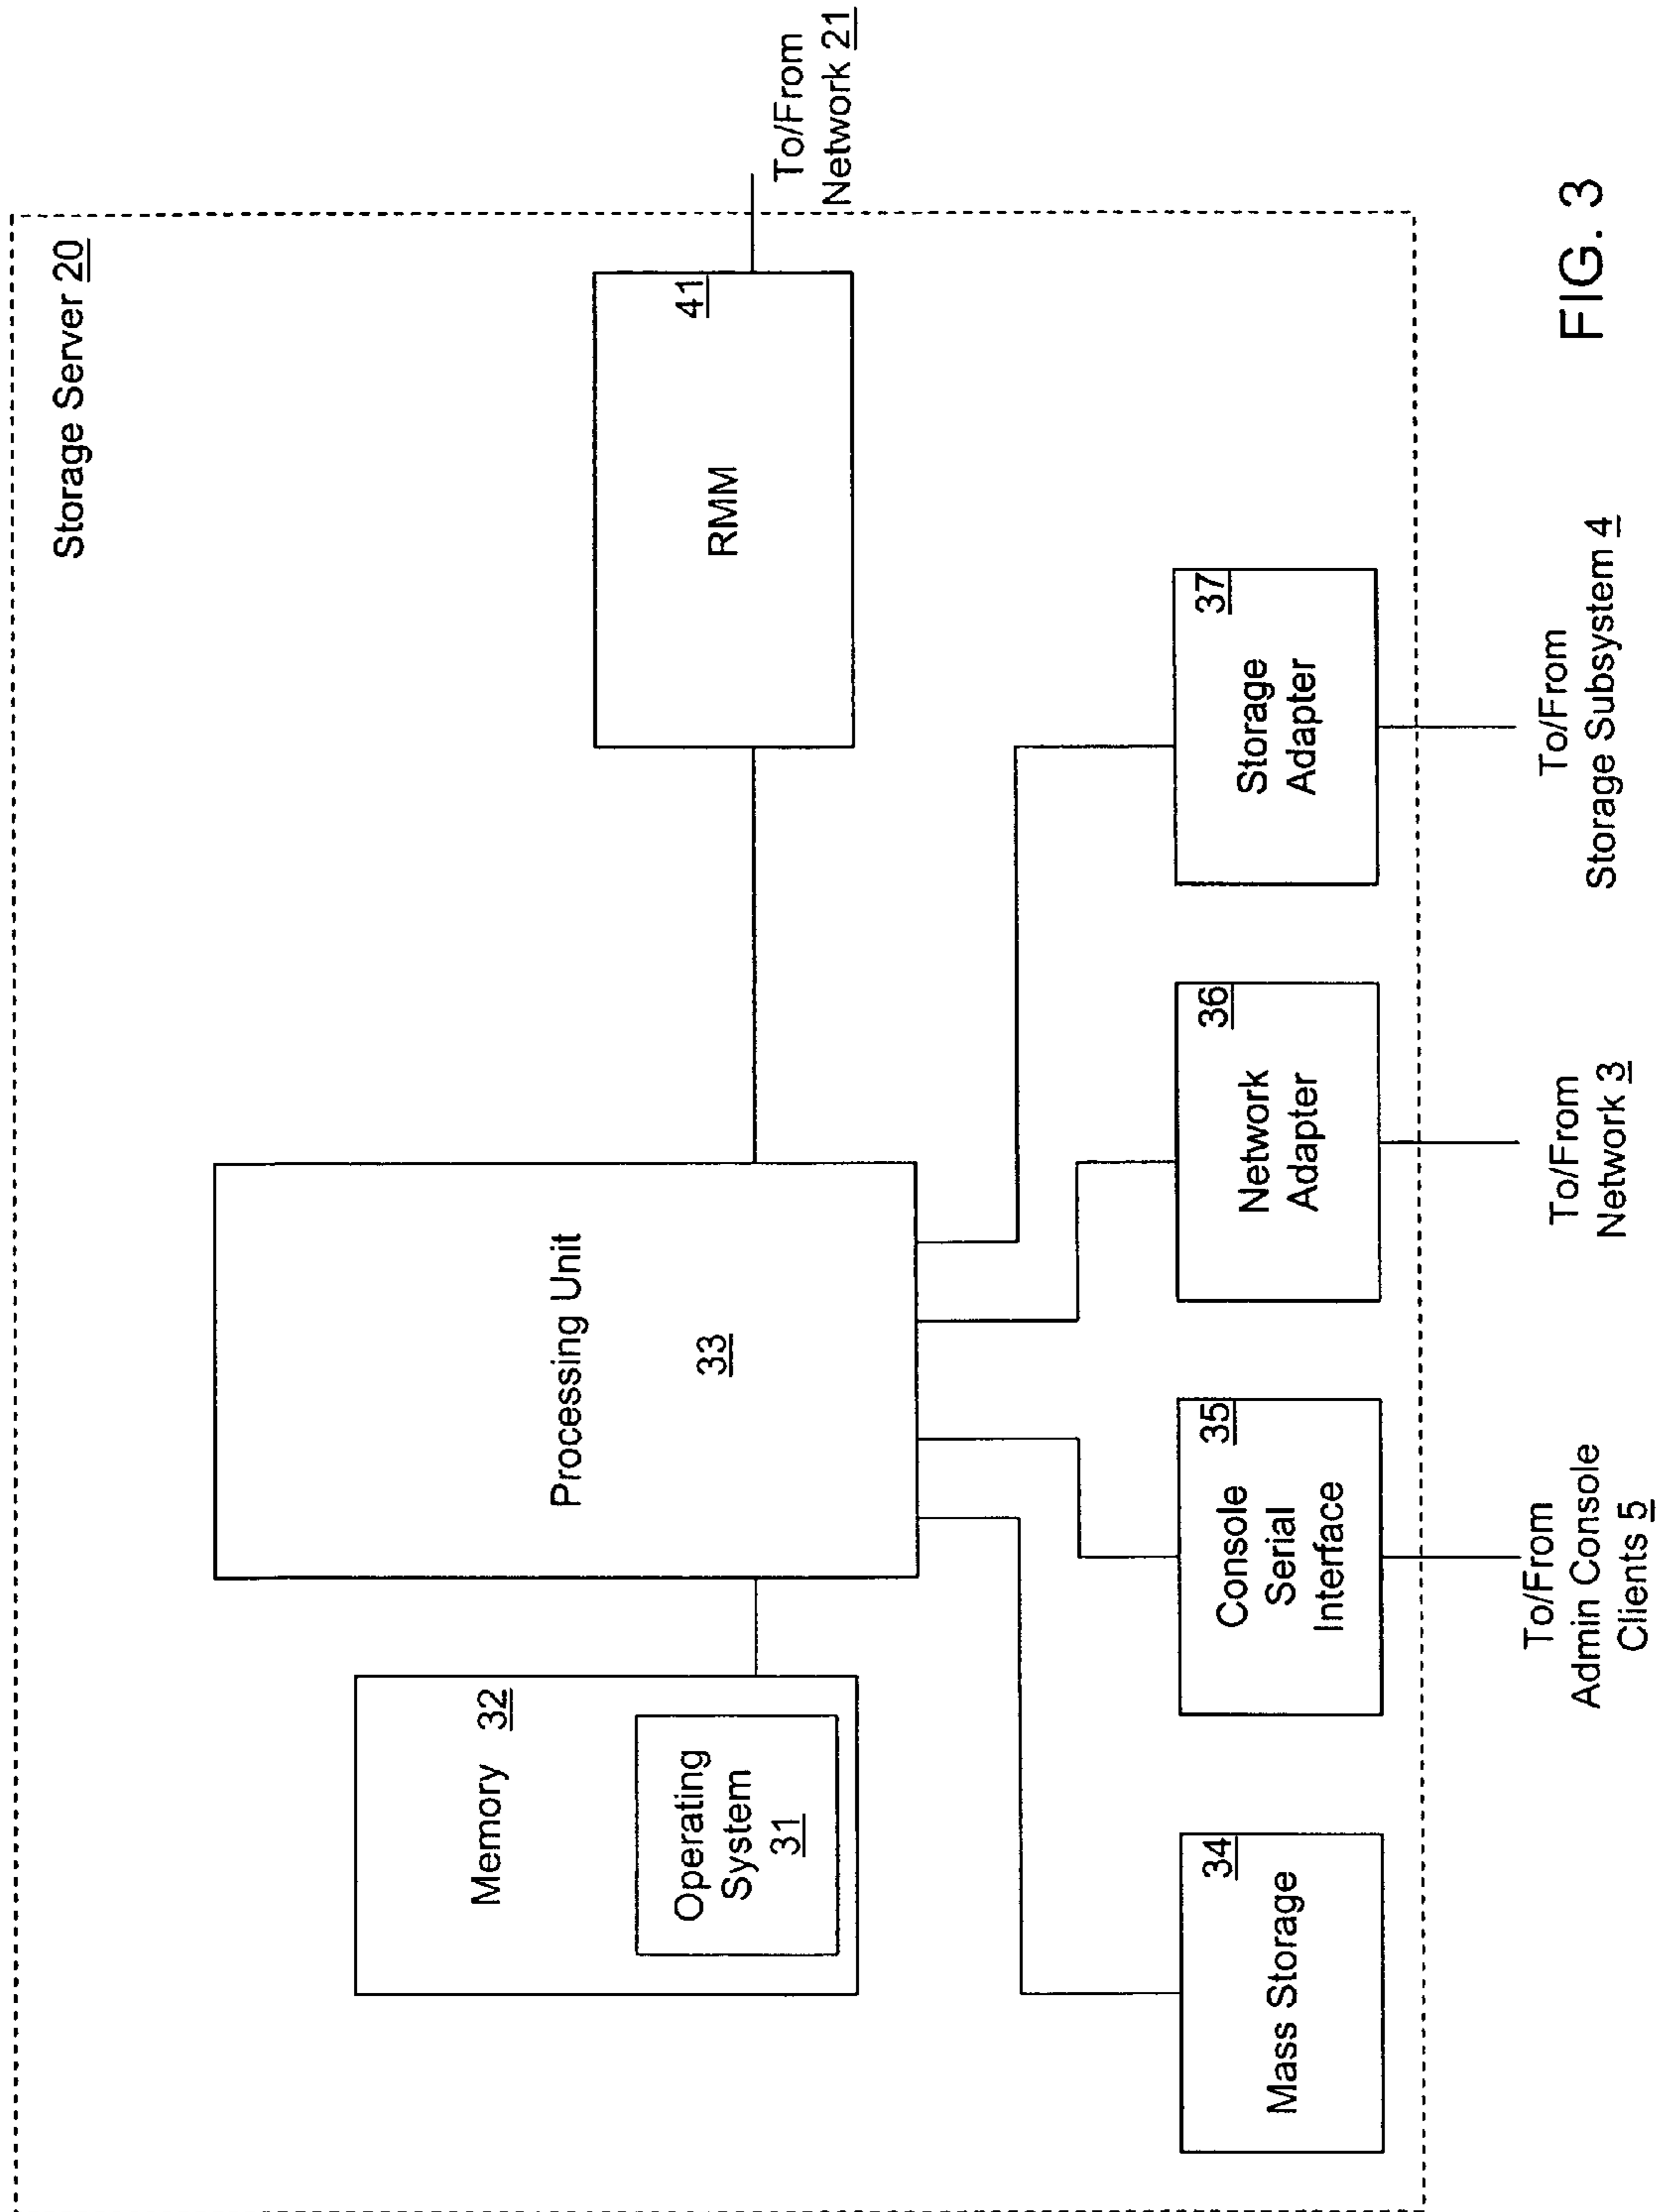 Storage Server 20
Memory 32
Operating
System
31
Processing Unit
33
RMM
41
To/From
Network 21
34
Mass Storage
35
Console
Serial
Interface
36
Network
Adapter
37
Storage
Adapter
To/From
Admin Console
Clients 5
To/From
Network 3
To/From
Storage Subsystem 4
FIG. 3